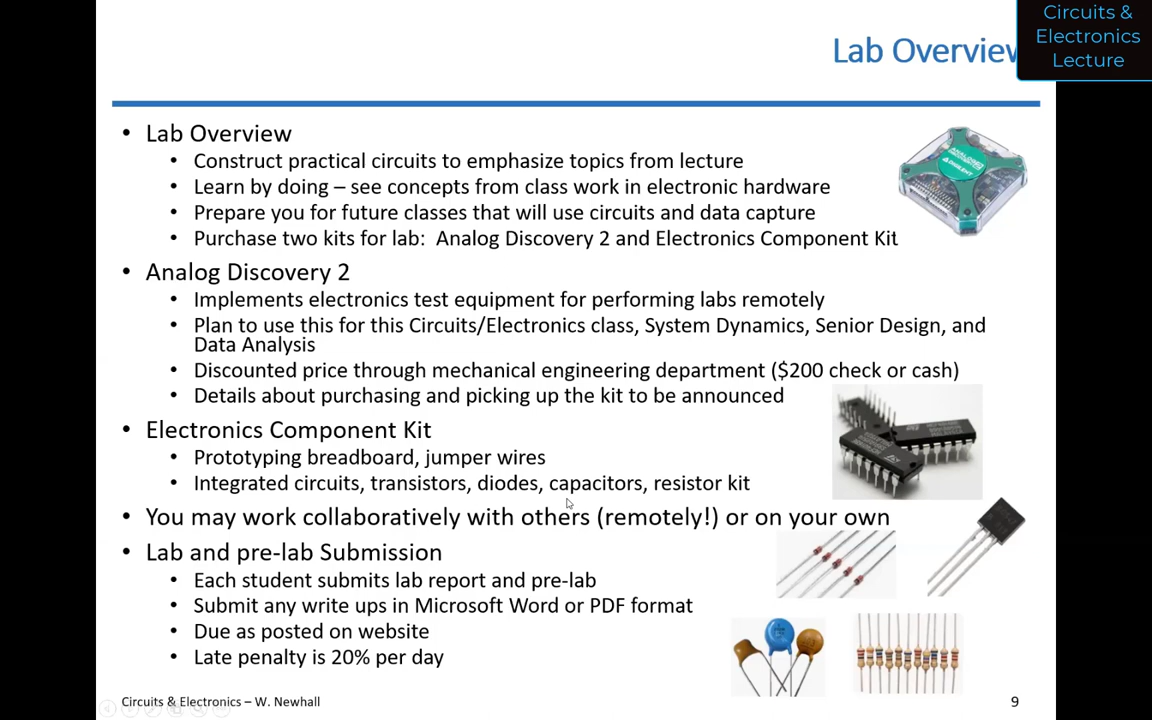 Circuits &
Electronics
Lecture
Lab Overview
• Lab Overview
• Construct practical circuits to emphasize topics from lecture
• Learn by doing – see concepts from class work in electronic hardware
• Prepare you for future classes that will use circuits and data capture
• Purchase two kits for lab: Analog Discovery 2 and Electronics Component Kit
• Analog Discovery 2
• Implements electronics test equipment for performing labs remotely
• Plan to use this for this Circuits/Electronics class, System Dynamics, Senior Design, and
Data Analysis
• Discounted price through mechanical engineering department ($200 check or cash)
• Details about purchasing and picking up the kit to be announced
• Electronics Component Kit
• Prototyping breadboard, jumper wires
• Integrated circuits, transistors, diodes, capacitors, resistor kit
• You may work collaboratively with others (remotely!) or on your own
• Lab and pre-lab Submission
• Each student submits lab report and pre-lab
• Submit any write ups in Microsoft Word or PDF format
• Due as posted on website
• Late penalty is 20% per day
Circuits & Electronics – W. Newhall
9